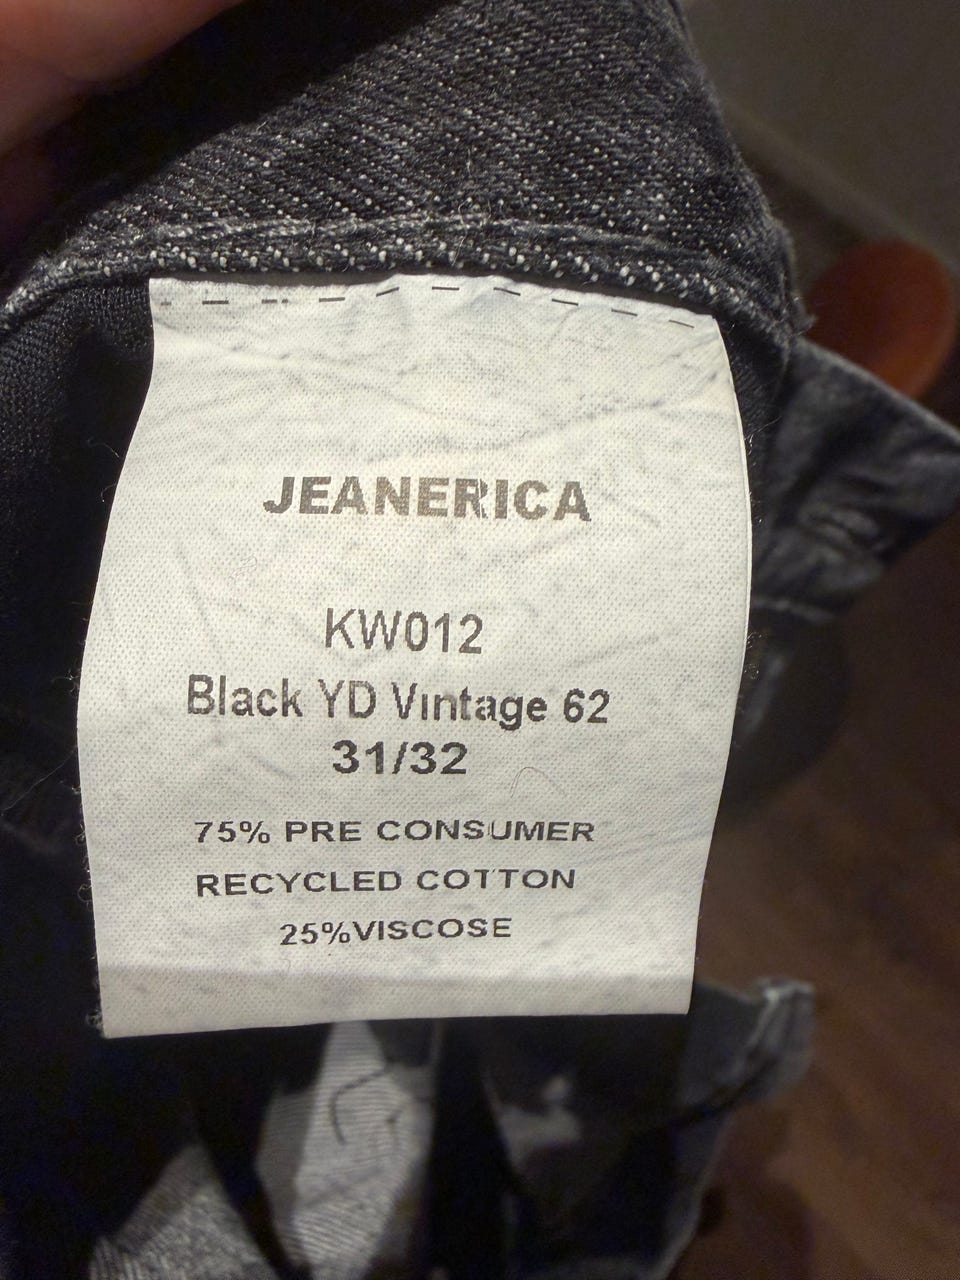 JEANERICA
KW012
Black YD Vintage 62
31/32
75% PRE CONSUMER
RECYCLED COTTON
25%VISCOSE